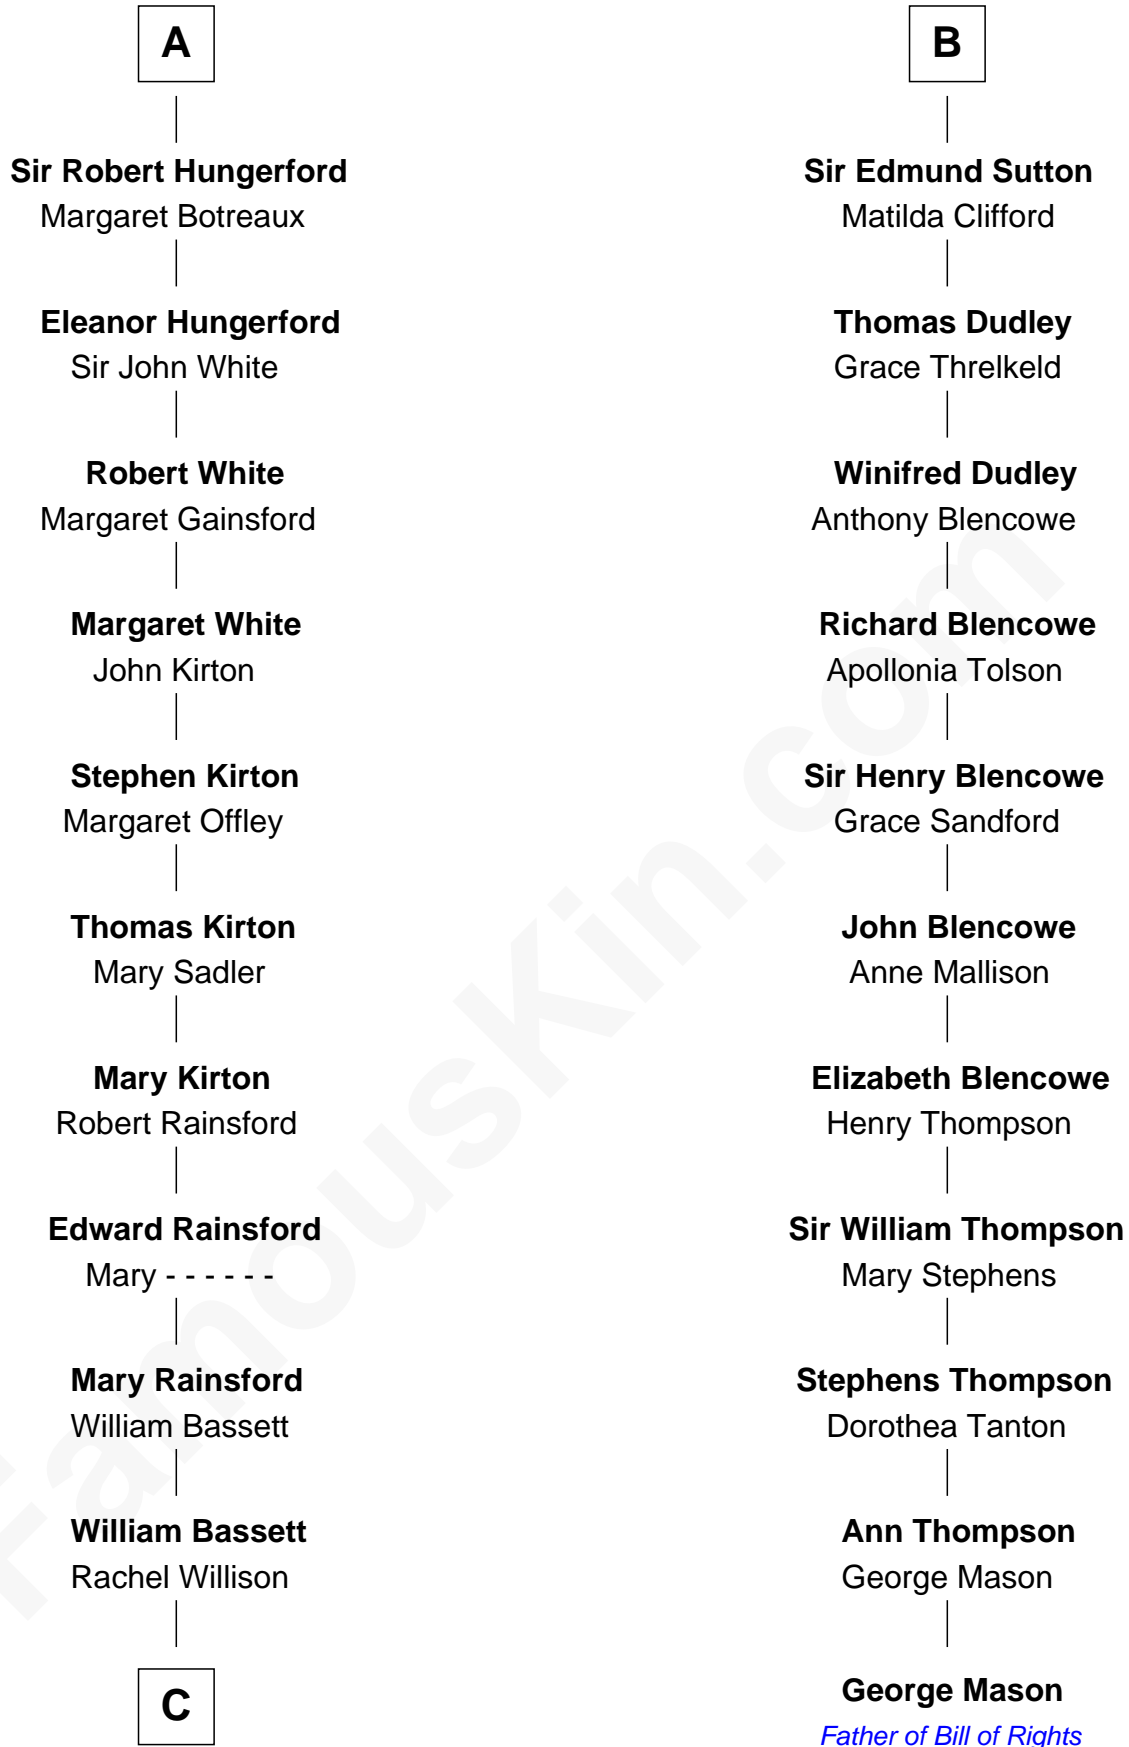 A
Sir Robert Hungerford
Margaret Botreaux
Eleanor Hungerford
Sir John White
Robert White
Margaret Gainsford
Margaret White
John Kirton
Stephen Kirton
Margaret Offley
Thomas Kirton
Mary Sadler
Mary Kirton
Robert Rainsford
Edward Rainsford
Mary - - - - - -
Mary Rainsford
William Bassett
William Bassett
Rachel Willison
C
B
Sir Edmund Sutton
Matilda Clifford
Thomas Dudley
Grace Threlkeld
Winifred Dudley
Anthony Blencowe
Richard Blencowe
Apollonia Tolson
Sir Henry Blencowe
Grace Sandford
John Blencowe
Anne Mallison
Elizabeth Blencowe
Henry Thompson
Sir William Thompson
Mary Stephens
Stephens Thompson
Dorothea Tanton
Ann Thompson
George Mason
George Mason
Father of Bill of Rights
FamousKin.com